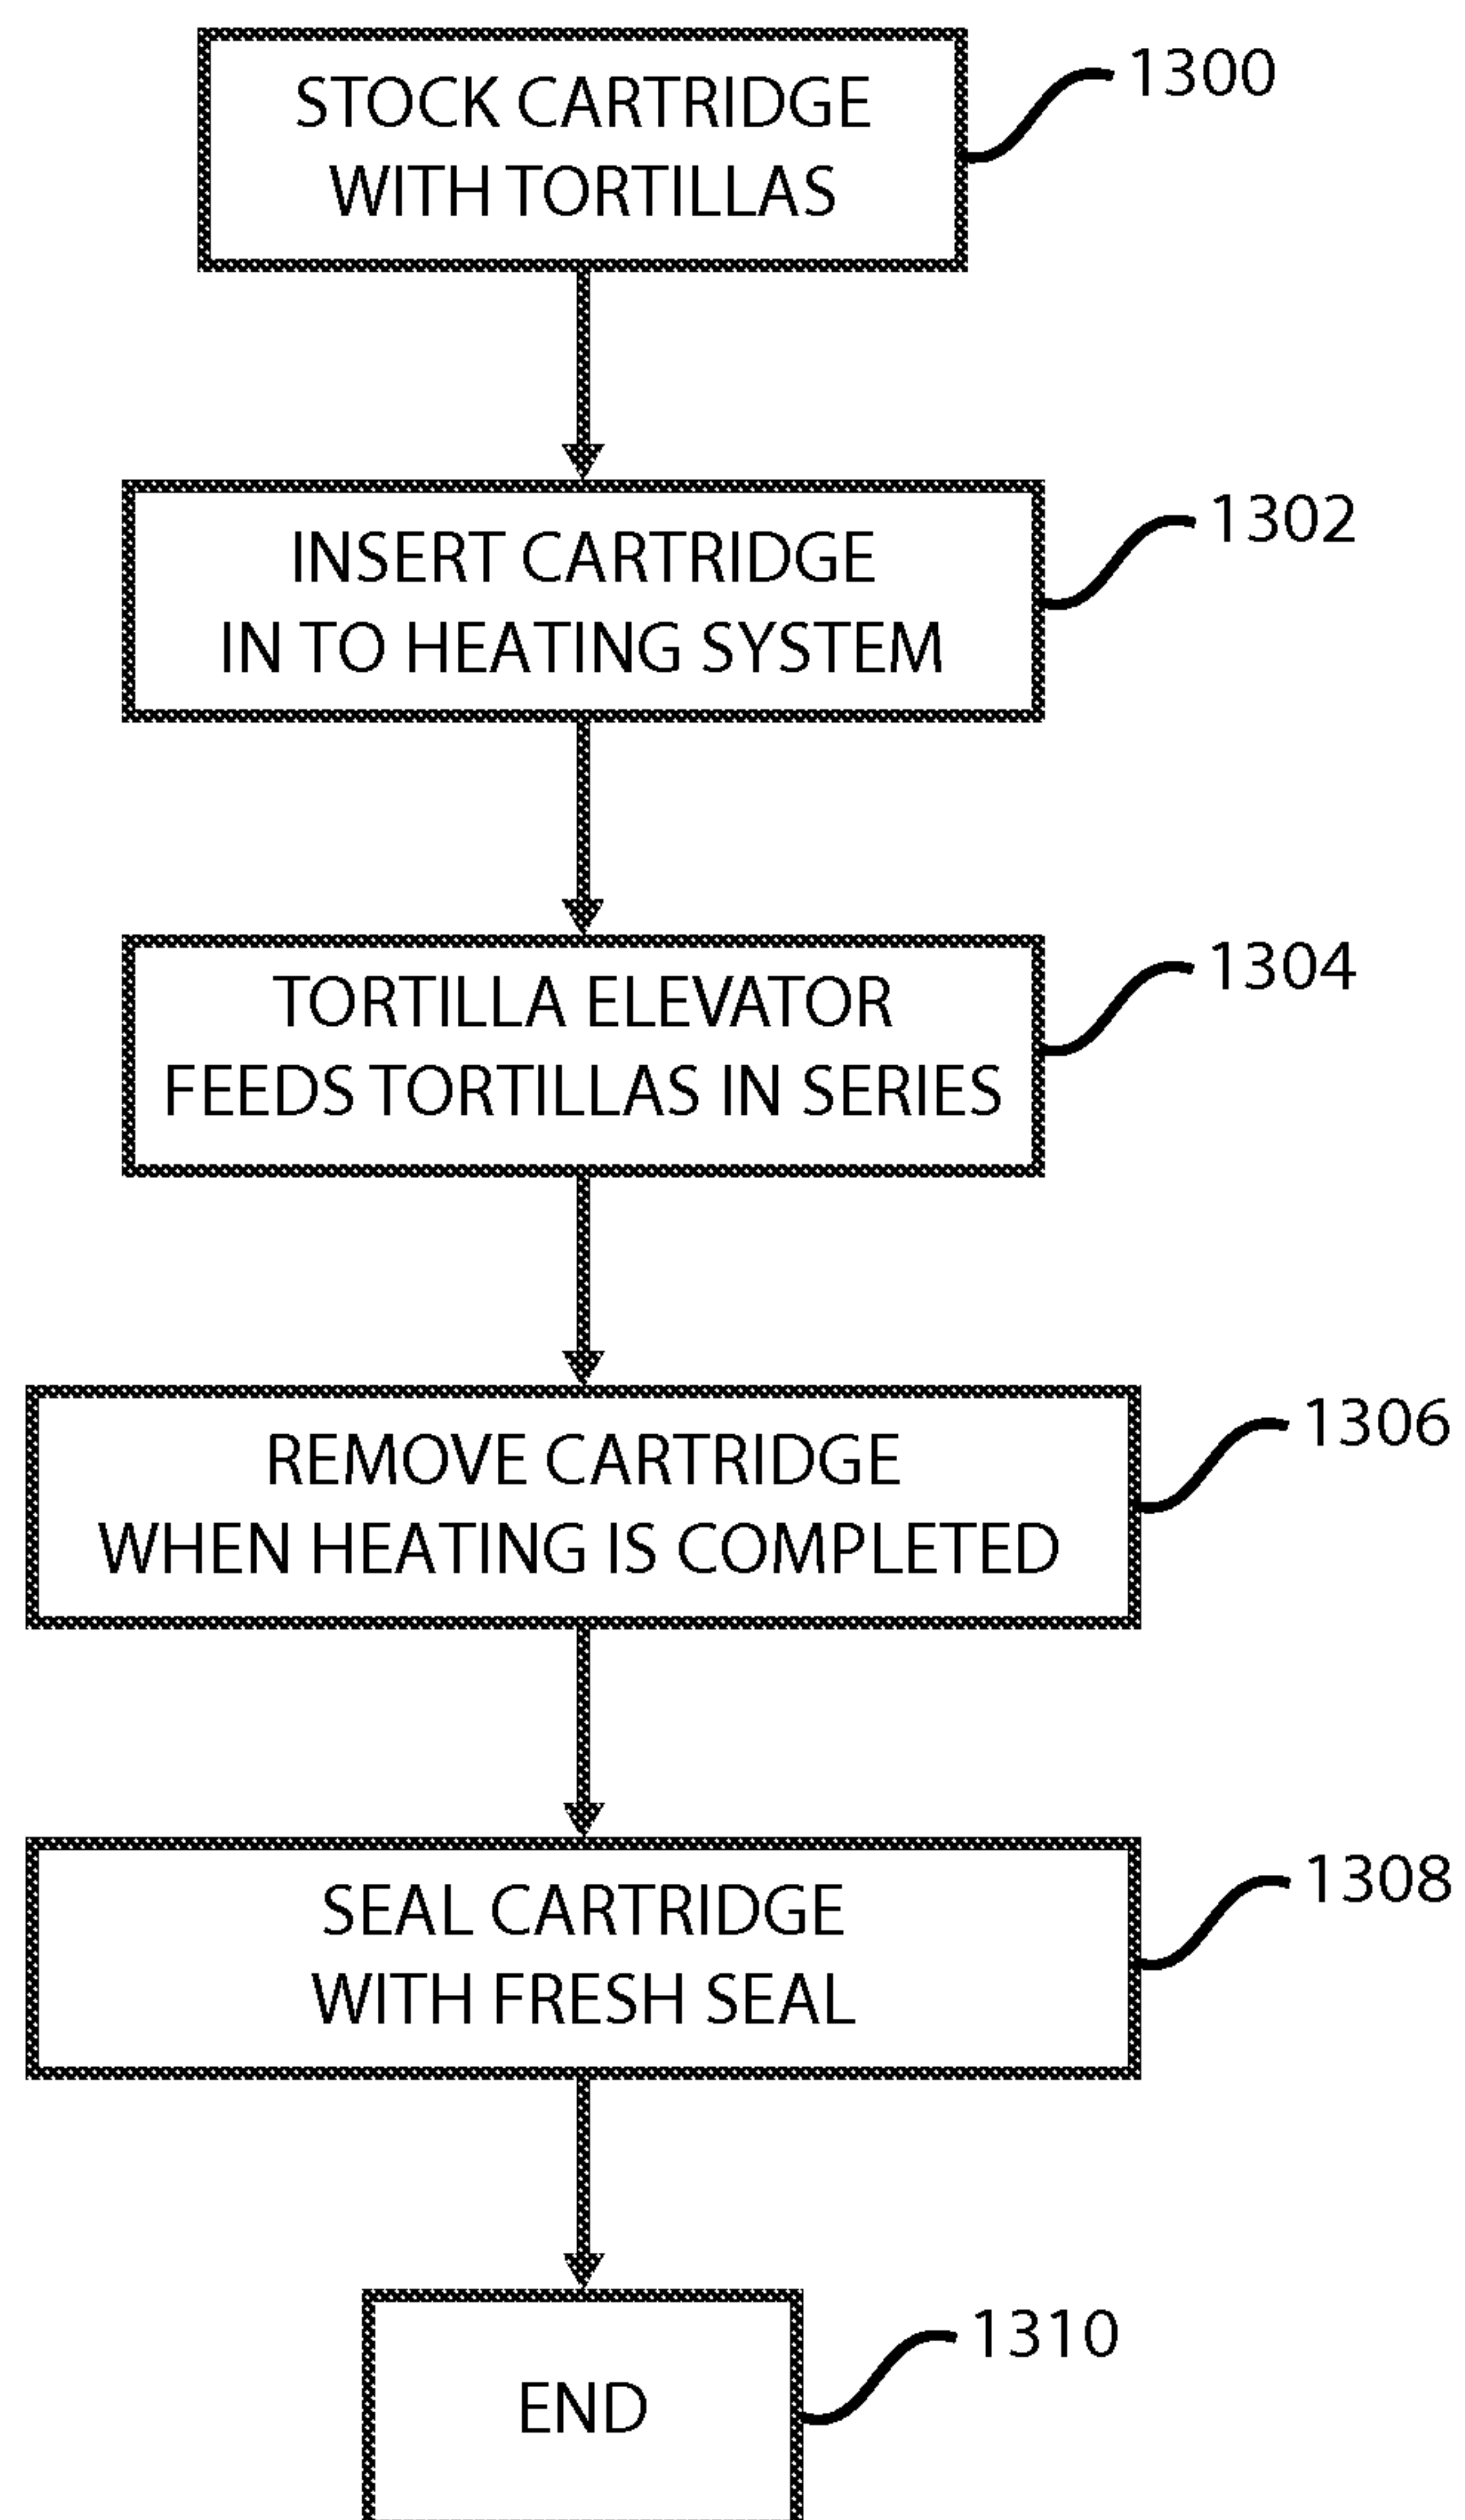 STOCK CARTRIDGE
WITH TORTILLAS
1300
INSERT CARTRIDGE
IN TO HEATING SYSTEM
1302
TORTILLA ELEVATOR
FEEDS TORTILLAS IN SERIES
1304
REMOVE CARTRIDGE
WHEN HEATING IS COMPLETED
1306
SEAL CARTRIDGE
WITH FRESH SEAL
1308
END
1310